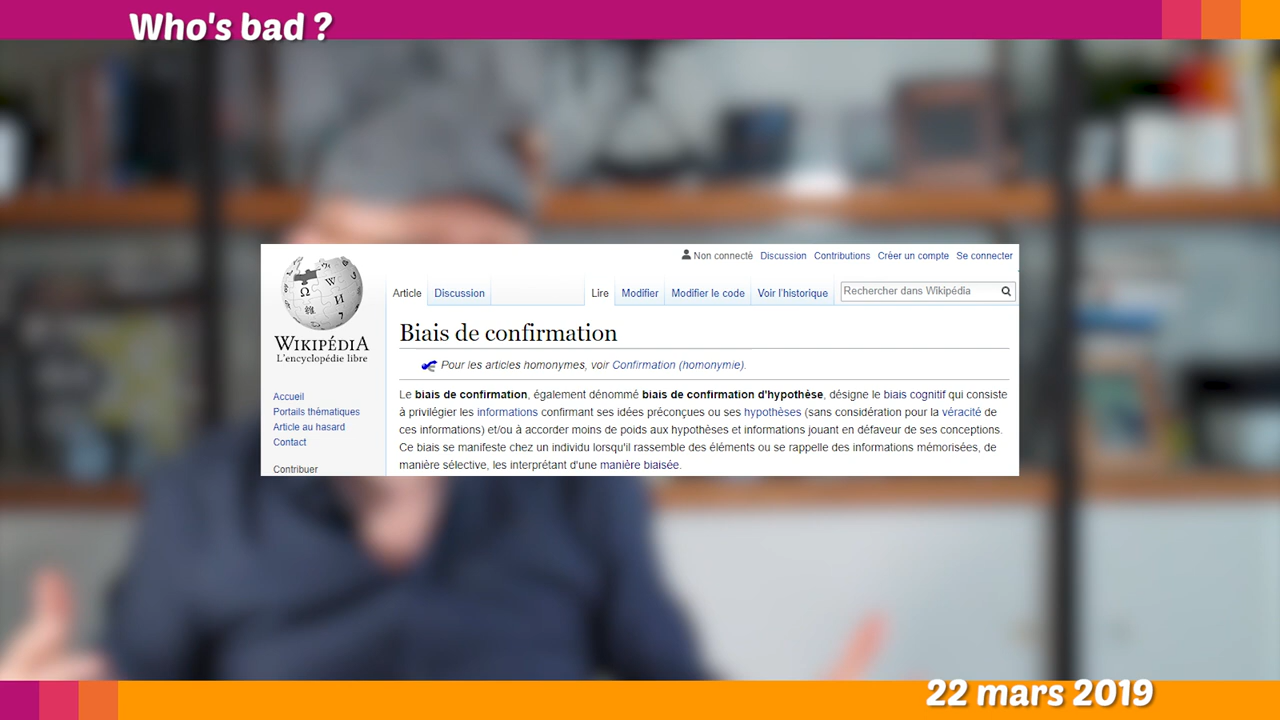 Who's bad ?
Non connecté Discussion Contributions Créer un compte Se connecter
Article Discussion Lire Modifier Modifier le code Voir l'historique Rechercher dans Wikipédia
WIKIPÉDIA
L'encyclopédie libre
Accueil
Portails thématiques
Article au hasard
Contact
Contribuer
Biais de confirmation
Pour les articles homonymes, voir Confirmation (homonymie).
Le biais de confirmation, également dénommé biais de confirmation d'hypothèse, désigne le biais cognitif qui consiste
à privilégier les informations confirmant ses idées préconçues ou ses hypothèses (sans considération pour la véracité de
ces informations) et/ou à accorder moins de poids aux hypothèses et informations jouant en défaveur de ses conceptions.
Ce biais se manifeste chez un individu lorsqu'il rassemble des éléments ou se rappelle des informations mémorisées, de
manière sélective, les interprétant d'une manière biaisée.
22 mars 2019